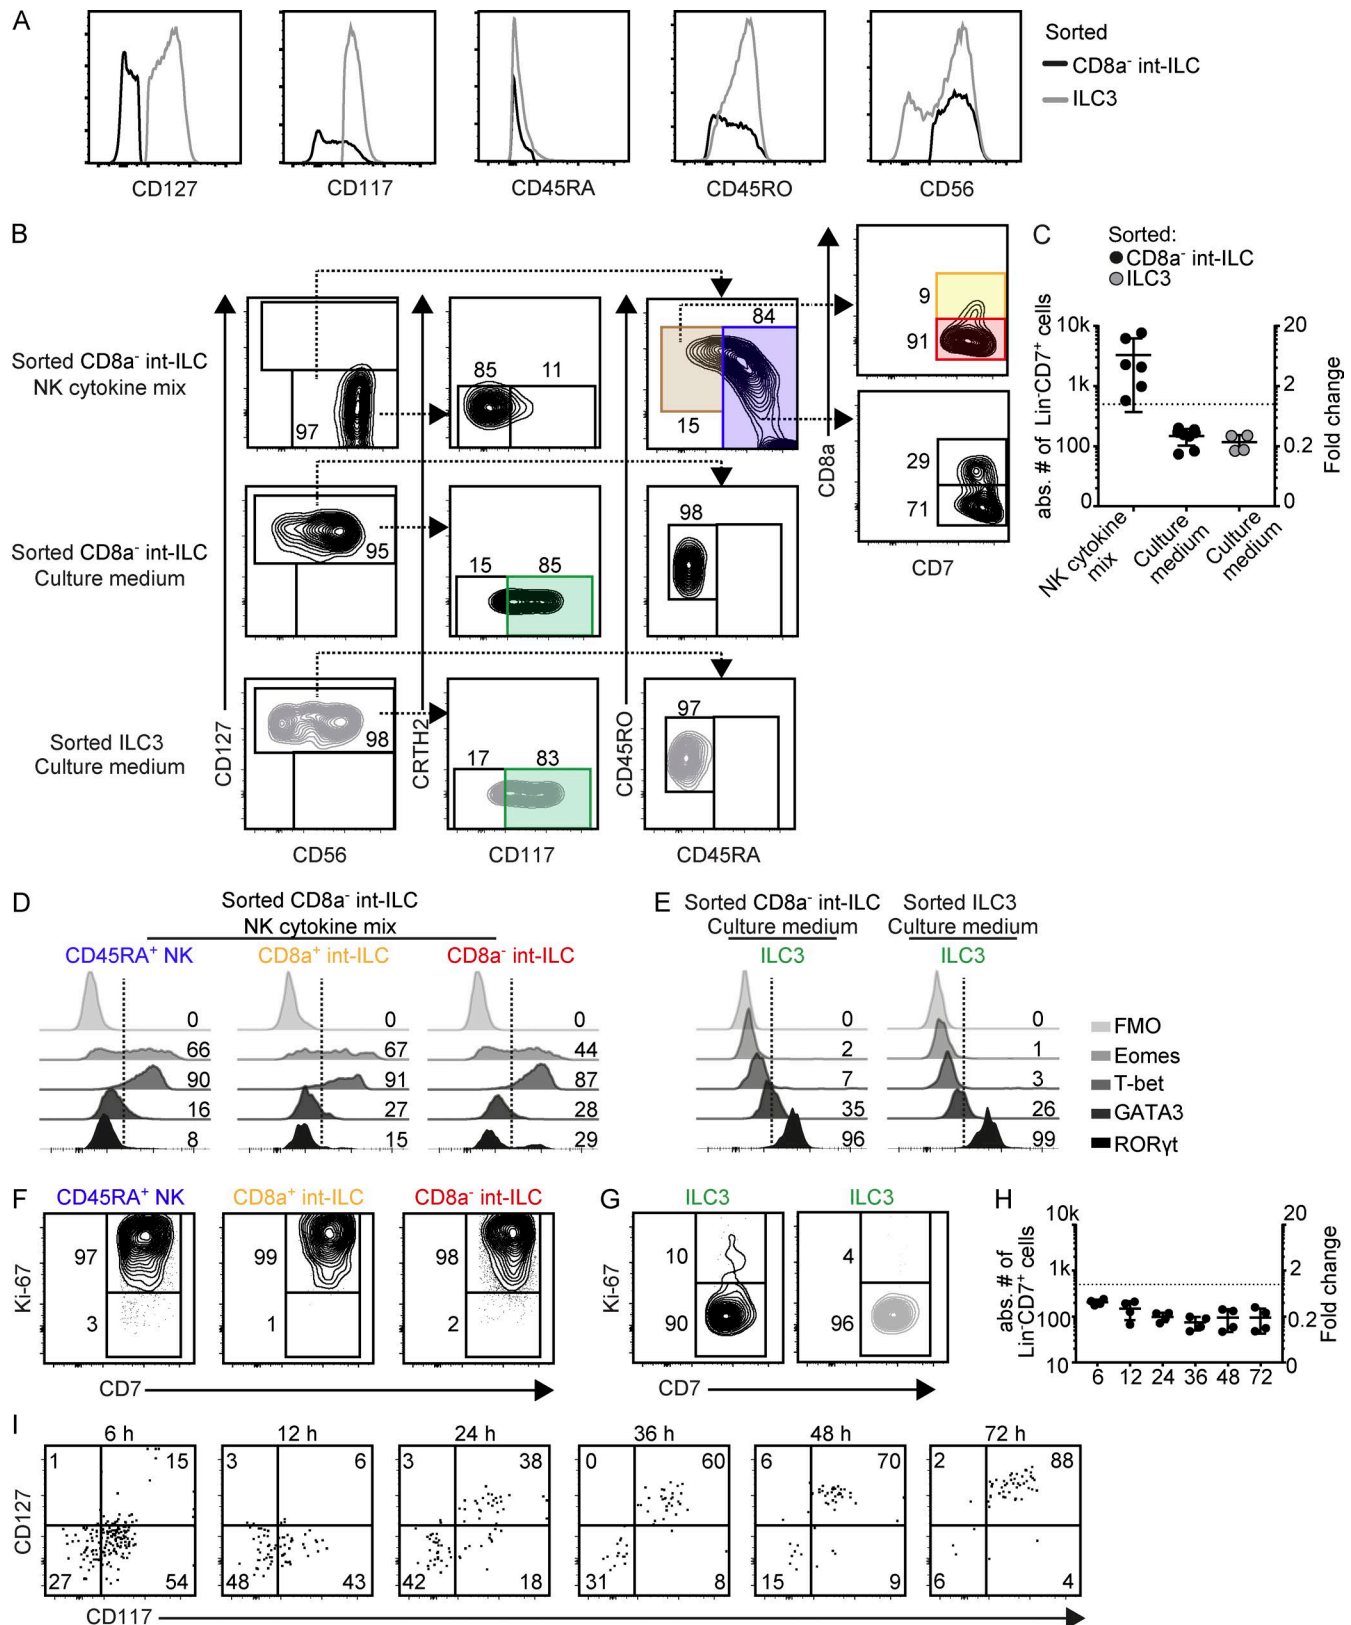 A
Sorted
CD8a⁻ int-ILC
ILC3
CD127
CD117
CD45RA
CD45RO
CD56
B
Sorted CD8a⁻ int-ILC
NK cytokine mix
97
85
11
84
15
9
91
29
71
CD8a
CD7
Sorted CD8a⁻ int-ILC
Culture medium
95
15
85
98
Sorted ILC3
Culture medium
98
17
83
97
CD127
CRTH2
CD45RO
CD56
CD117
CD45RA
C
Sorted:
CD8a⁻ int-ILC
ILC3
abs. # of Lin⁻CD7⁺ cells
10k
1k
100
0
20
2
0.2
0
Fold change
NK cytokine
mix
Culture
medium
Culture
medium
D
Sorted CD8a⁻ int-ILC
NK cytokine mix
CD45RA⁺ NK
CD8a⁺ int-ILC
CD8a⁻ int-ILC
0
66
90
16
8
0
67
91
27
15
0
44
87
28
29
E
Sorted CD8a⁻ int-ILC
Culture medium
ILC3
Sorted ILC3
Culture medium
ILC3
0
2
7
35
96
0
1
3
26
99
FMO
Eomes
T-bet
GATA3
RORγt
F
CD45RA⁺ NK
CD8a⁺ int-ILC
CD8a⁻ int-ILC
Ki-67
97
3
99
1
98
2
CD7
G
ILC3
ILC3
Ki-67
10
90
4
96
CD7
H
abs. # of
Lin⁻CD7⁺ cells
10k
1k
100
10
20
2
0.2
0
Fold change
6 12 24 36 48 72
I
6 h
12 h
24 h
36 h
48 h
72 h
1 15
27 54
3 6
48 43
3 38
42 18
0 60
31 8
6 70
15 9
2 88
6 4
CD127
CD117